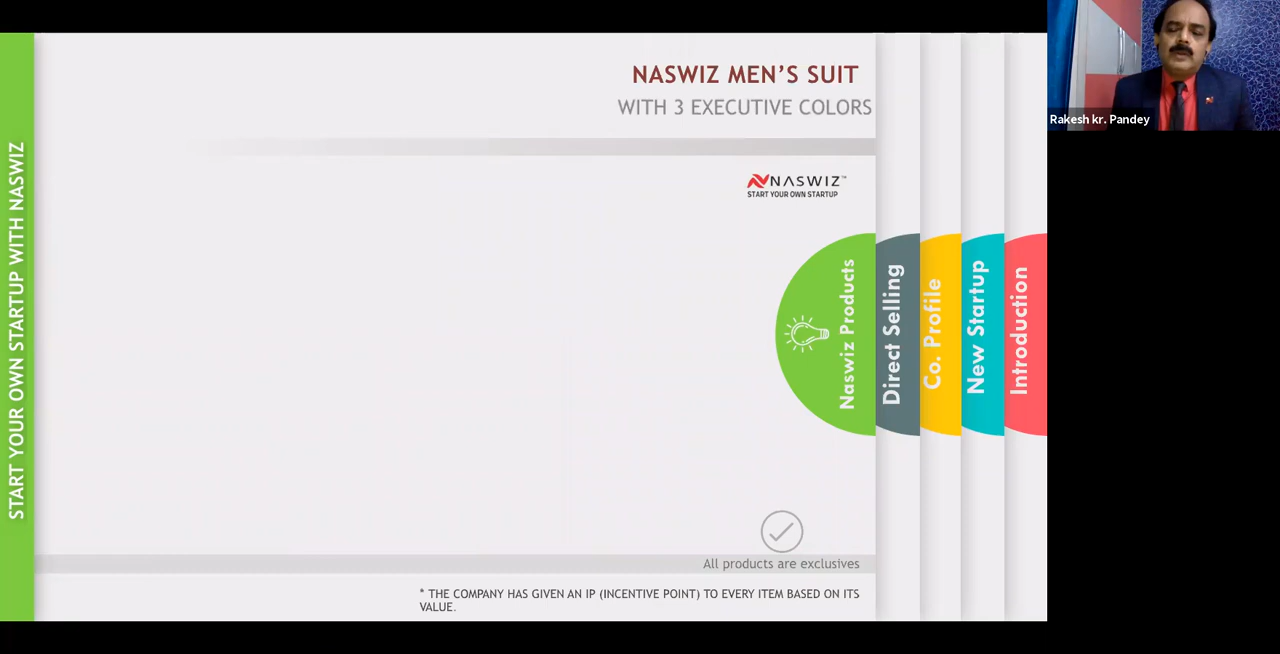 START YOUR OWN STARTUP WITH NASWIZ
NASWIZ MEN'S SUIT
WITH 3 EXECUTIVE COLORS
NASWIZ™
START YOUR OWN STARTUP
Naswiz Products
Direct Selling
Co. Profile
New Startup
Introduction
All products are exclusives
* THE COMPANY HAS GIVEN AN IP (INCENTIVE POINT) TO EVERY ITEM BASED ON ITS
VALUE.
Rakesh kr. Pandey